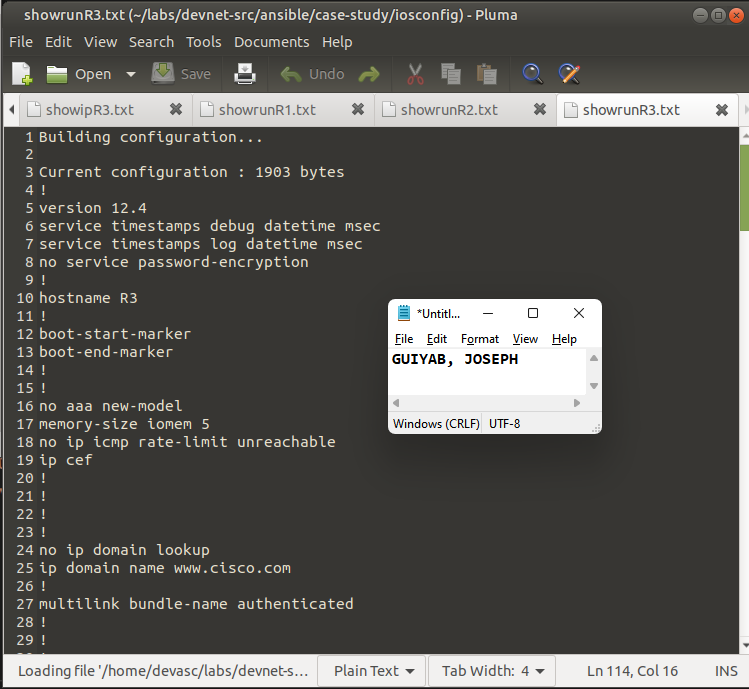 showrunR3.txt (~/labs/devnet-src/ansible/case-study/iosconfig) - Pluma
File Edit View Search Tools Documents Help
Open Save Undo
showipR3.txt showrunR1.txt showrunR2.txt showrunR3.txt
1 Building configuration...
2
3 Current configuration : 1903 bytes
4 !
5 version 12.4
6 service timestamps debug datetime msec
7 service timestamps log datetime msec
8 no service password-encryption
9 !
10 hostname R3
11 !
12 boot-start-marker
13 boot-end-marker
14 !
15 !
16 no aaa new-model
17 memory-size iomem 5
18 no ip icmp rate-limit unreachable
19 ip cef
20 !
21 !
22 !
23 !
24 no ip domain lookup
25 ip domain name www.cisco.com
26 !
27 multilink bundle-name authenticated
28 !
29 !
*Untitl...
File Edit Format View Help
GUIYAB, JOSEPH
Windows (CRLF) UTF-8
Loading file '/home/devasc/labs/devnet-s... Plain Text Tab Width: 4 Ln 114, Col 16 INS